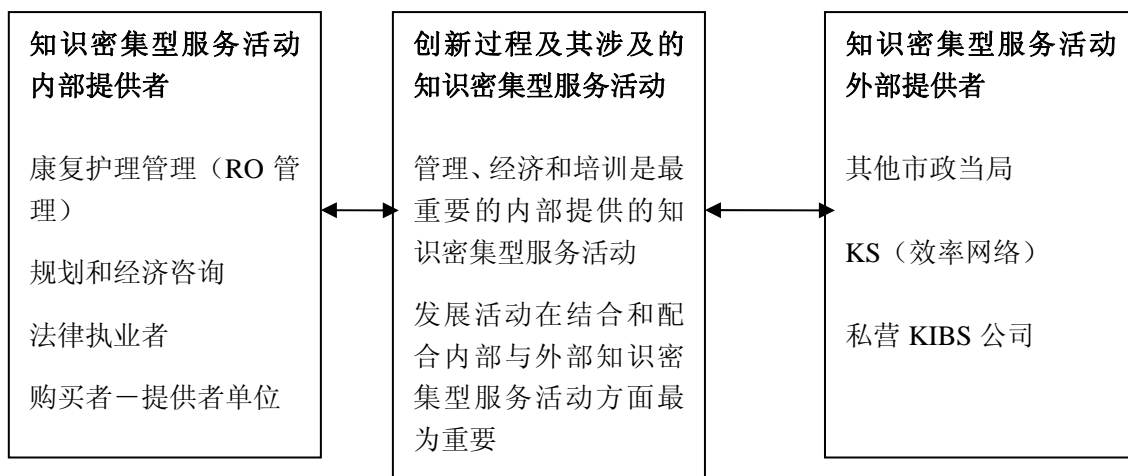 知识密集型服务活动
内部提供者
康复护理管理（RO 管
理）
规划和经济咨询
法律执业者
购买者－提供者单位
创新过程及其涉及的
知识密集型服务活动
管理、经济和培训是最
重要的内部提供的知
识密集型服务活动
发展活动在结合和配
合内部与外部知识密
集型服务活动方面最
为重要
知识密集型服务活动
外部提供者
其他市政当局
KS（效率网络）
私营 KIBS 公司